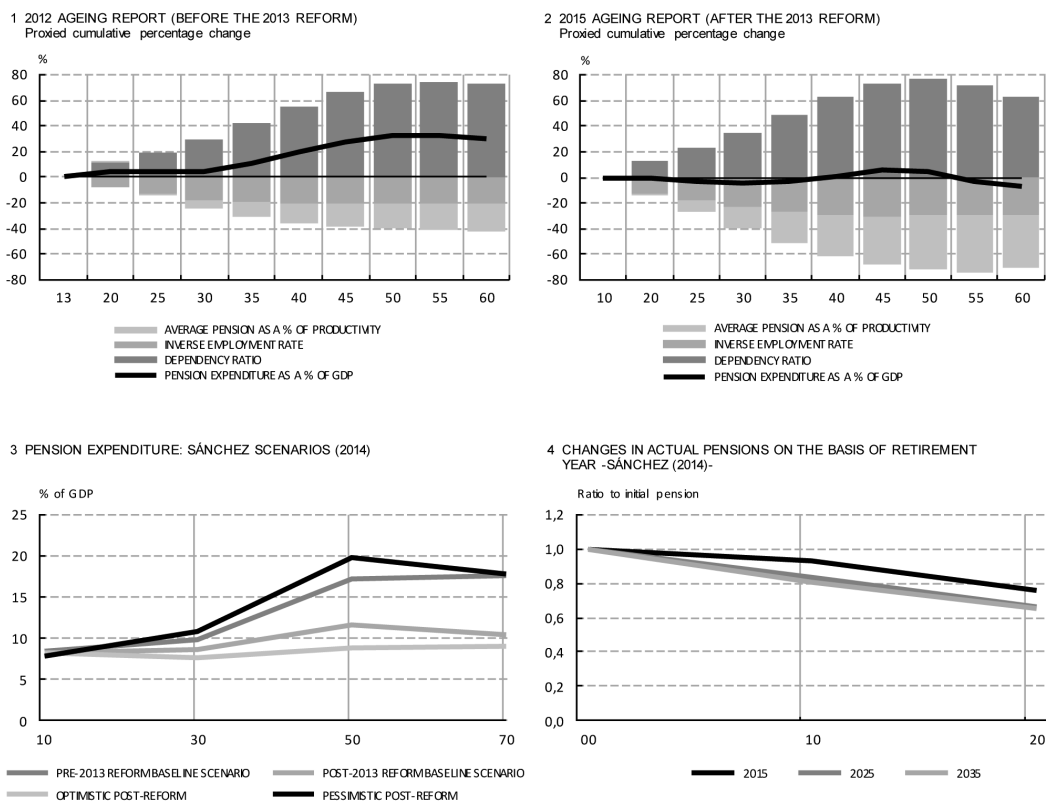 1 2012 AGEING REPORT (BEFORE THE 2013 REFORM)
Proxied cumulative percentage change
%
80
60
40
20
0
-20
-40
-60
-80
13 20 25 30 35 40 45 50 55 60
AVERAGE PENSION AS A % OF PRODUCTIVITY
INVERSE EMPLOYMENT RATE
DEPENDENCY RATIO
PENSION EXPENDITURE AS A % OF GDP
2 2015 AGEING REPORT (AFTER THE 2013 REFORM)
Proxied cumulative percentage change
%
80
60
40
20
0
-20
-40
-60
-80
10 20 25 30 35 40 45 50 55 60
AVERAGE PENSION AS A % OF PRODUCTIVITY
INVERSE EMPLOYMENT RATE
DEPENDENCY RATIO
PENSION EXPENDITURE AS A % OF GDP
3 PENSION EXPENDITURE: SÁNCHEZ SCENARIOS (2014)
% of GDP
25
20
15
10
5
0
10 30 50 70
PRE-2013 REFORM BASELINE SCENARIO POST-2013 REFORM BASELINE SCENARIO
OPTIMISTIC POST-REFORM PESSIMISTIC POST-REFORM
4 CHANGES IN ACTUAL PENSIONS ON THE BASIS OF RETIREMENT
YEAR -SÁNCHEZ (2014)-
Ratio to initial pension
1,2
1,0
0,8
0,6
0,4
0,2
0,0
00 10 20
2015 2025 2035